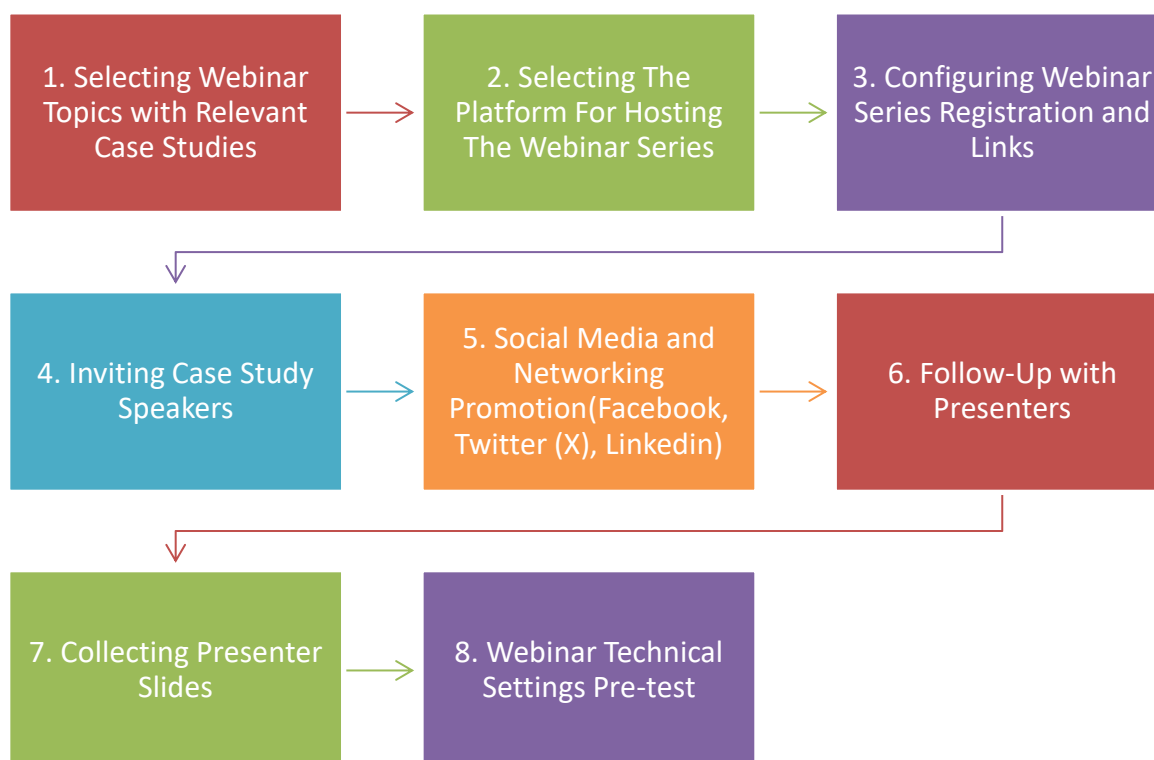 1. Selecting Webinar
Topics with Relevant
Case Studies
2. Selecting The
Platform For Hosting
The Webinar Series
3. Configuring Webinar
Series Registration and
Links
4. Inviting Case Study
Speakers
5. Social Media and
Networking
Promotion(Facebook,
Twitter (X), Linkedin)
6. Follow-Up with
Presenters
7. Collecting Presenter
Slides
8. Webinar Technical
Settings Pre-test